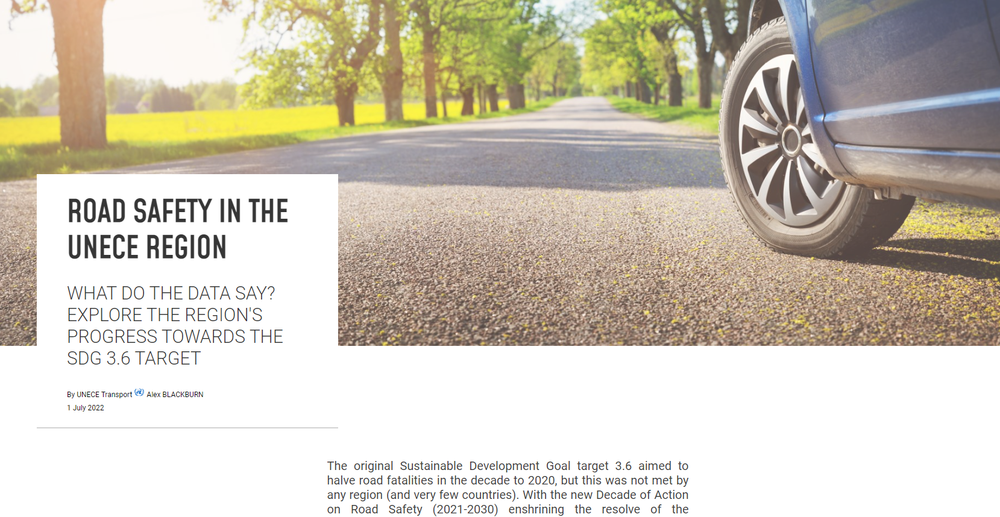 ROAD SAFETY IN THE
UNECE REGION
WHAT DO THE DATA SAY?
EXPLORE THE REGION'S
PROGRESS TOWARDS THE
SDG 3.6 TARGET
By UNECE Transport Alex BLACKBURN
1 July 2022
The original Sustainable Development Goal target 3.6 aimed to
halve road fatalities in the decade to 2020, but this was not met by
any region (and very few countries). With the new Decade of Action
on Road Safety (2021-2030) enshrining the resolve of the